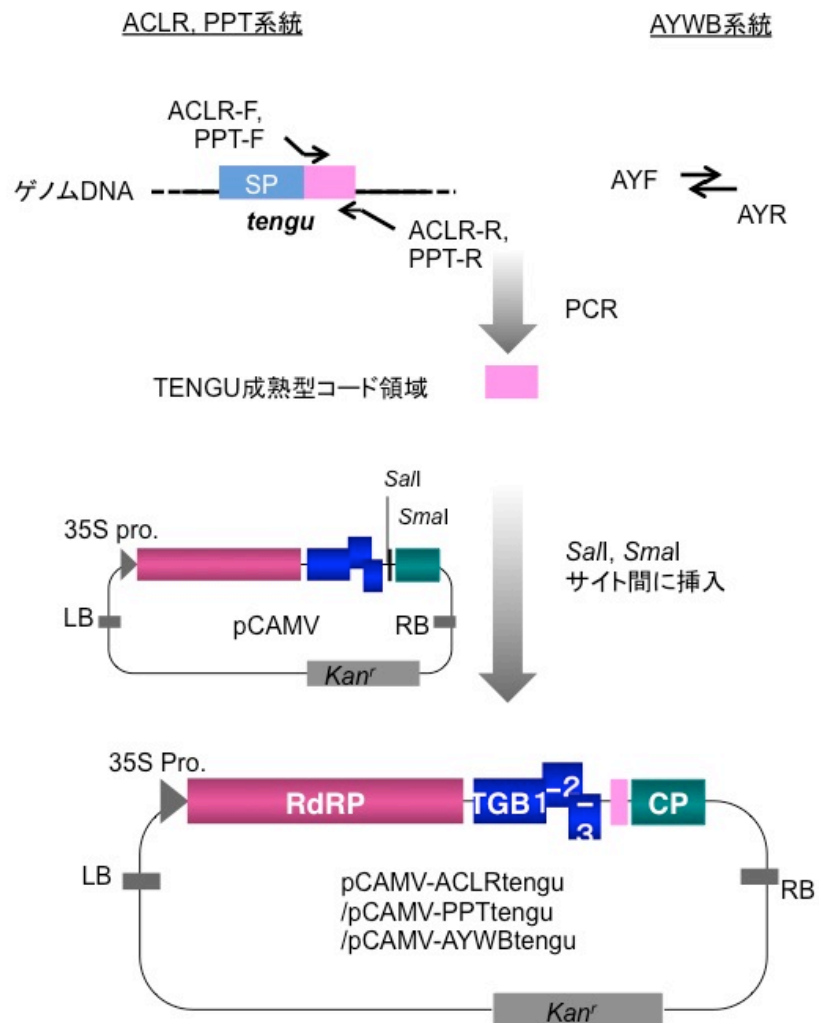 ACLR, PPT系統
AYWB系統
ACLR-F,
PPT-F
ゲノムDNA
SP
tengu
ACLR-R,
PPT-R
AYF
AYR
PCR
TENGU成熟型コード領域
SalI
SmaI
35S pro.
LB
pCAMV
RB
Kanʳ
SalI, SmaI
サイト間に挿入
35S Pro.
RdRP
TGB1
-2
-3
CP
LB
RB
pCAMV-ACLRtengu
/pCAMV-PPTtengu
/pCAMV-AYWBtengu
Kanʳ